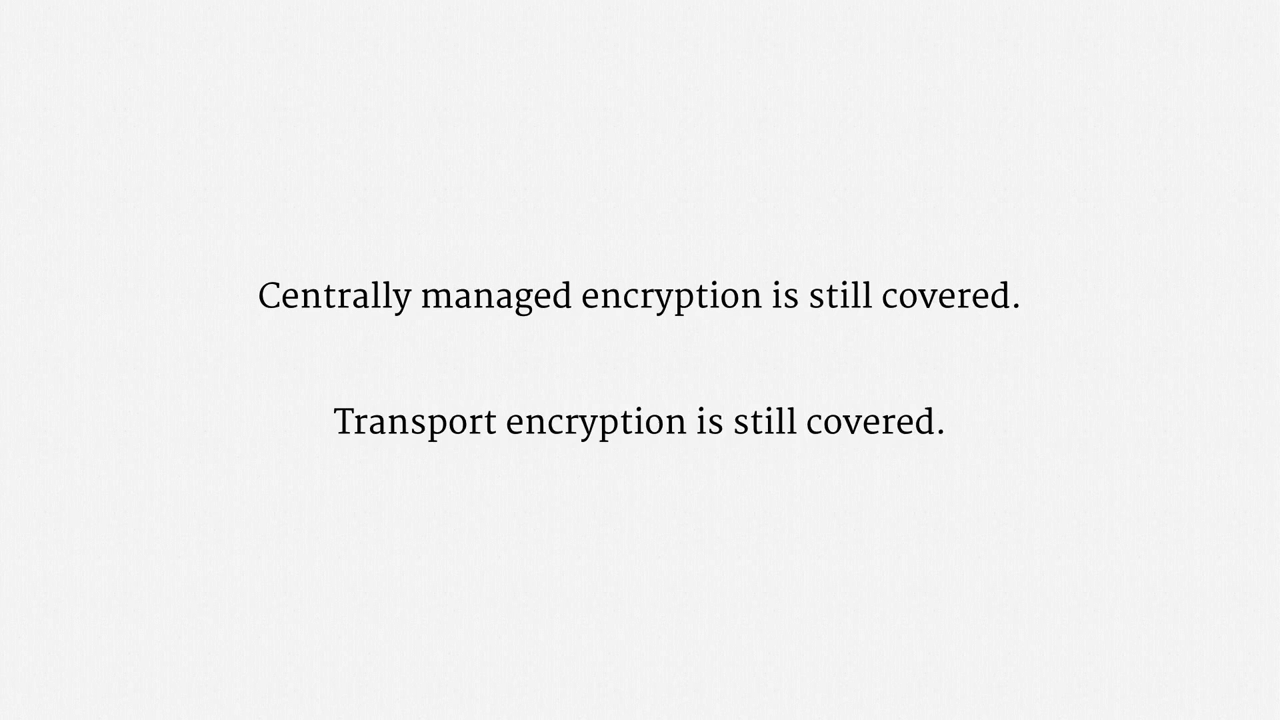 Centrally managed encryption is still covered.
Transport encryption is still covered.